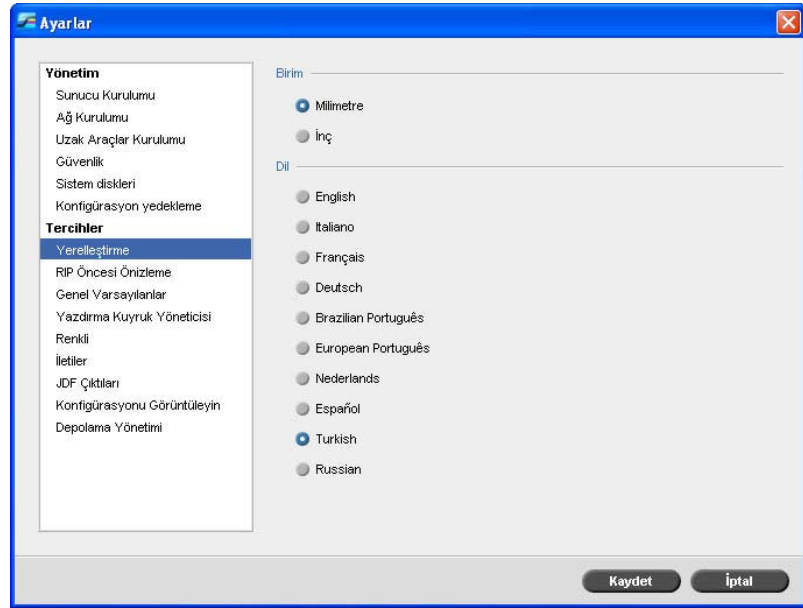 Ayarlar
Yönetim
Sunucu Kurulumu
Ağ Kurulumu
Uzak Araçlar Kurulumu
Güvenlik
Sistem diskleri
Konfigürasyon yedekleme
Tercihler
Yerelleştirme
RIP Öncesi Önizleme
Genel Varsayılanlar
Yazdırma Kuyruk Yöneticisi
Renkli
İletiler
JDF Çıktıları
Konfigürasyonu Görüntüleyin
Depolama Yönetimi
Birim
Milimetre
İnç
Dil
English
Italiano
Français
Deutsch
Brazilian Português
European Português
Nederlands
Español
Turkish
Russian
Kaydet
İptal